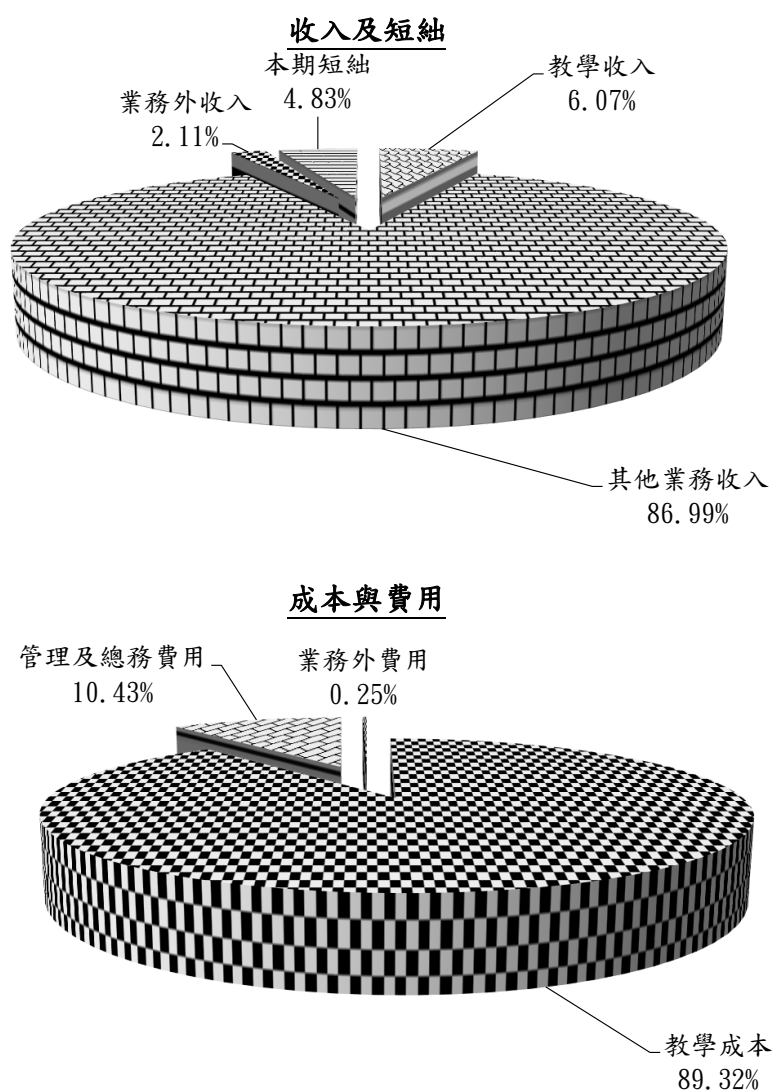 收入及短絀
本期短絀
4.83%
教學收入
6.07%
業務外收入
2.11%
其他業務收入
86.99%
成本與費用
管理及總務費用
10.43%
業務外費用
0.25%
教學成本
89.32%